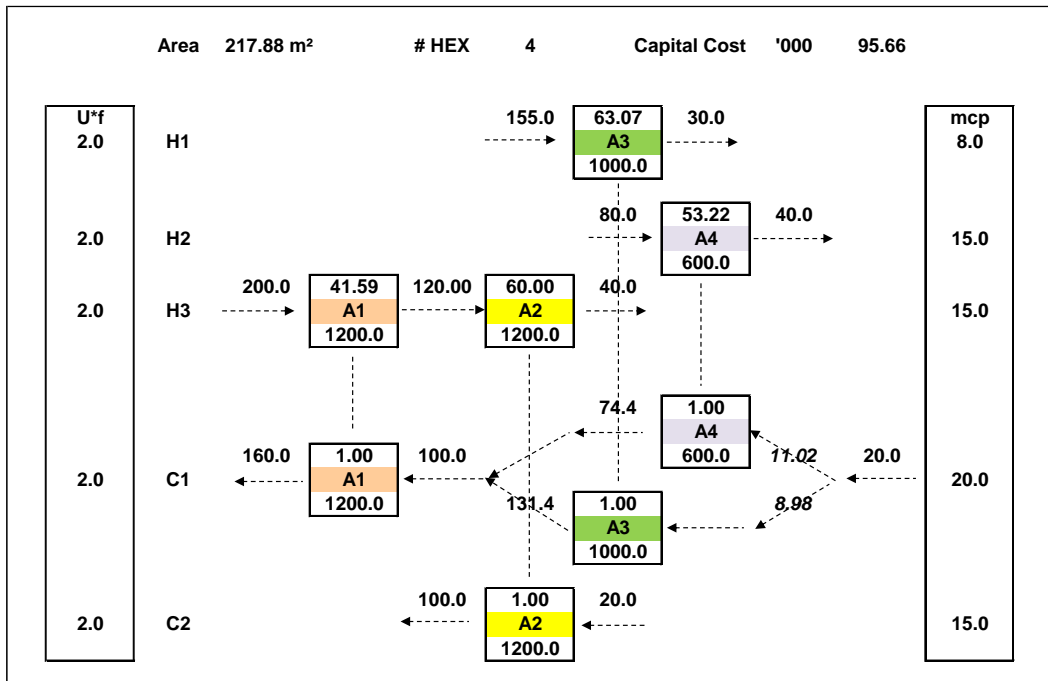 Area 217.88 m² # HEX 4 Capital Cost '000 95.66
U*f mcp
155.0 63.07 30.0
2.0 H1 A3 8.0
1000.0
80.0 53.22 40.0
2.0 H2 A4 15.0
600.0
200.0 41.59 120.00 60.00 40.0
2.0 H3 A1 A2 15.0
1200.0 1200.0
74.4 1.00
A4
600.0 11.02
160.0 1.00 100.0 20.0
2.0 C1 A1 20.0
1200.0 131.4 1.00 8.98
A3
1000.0
100.0 1.00 20.0
2.0 C2 A2 15.0
1200.0